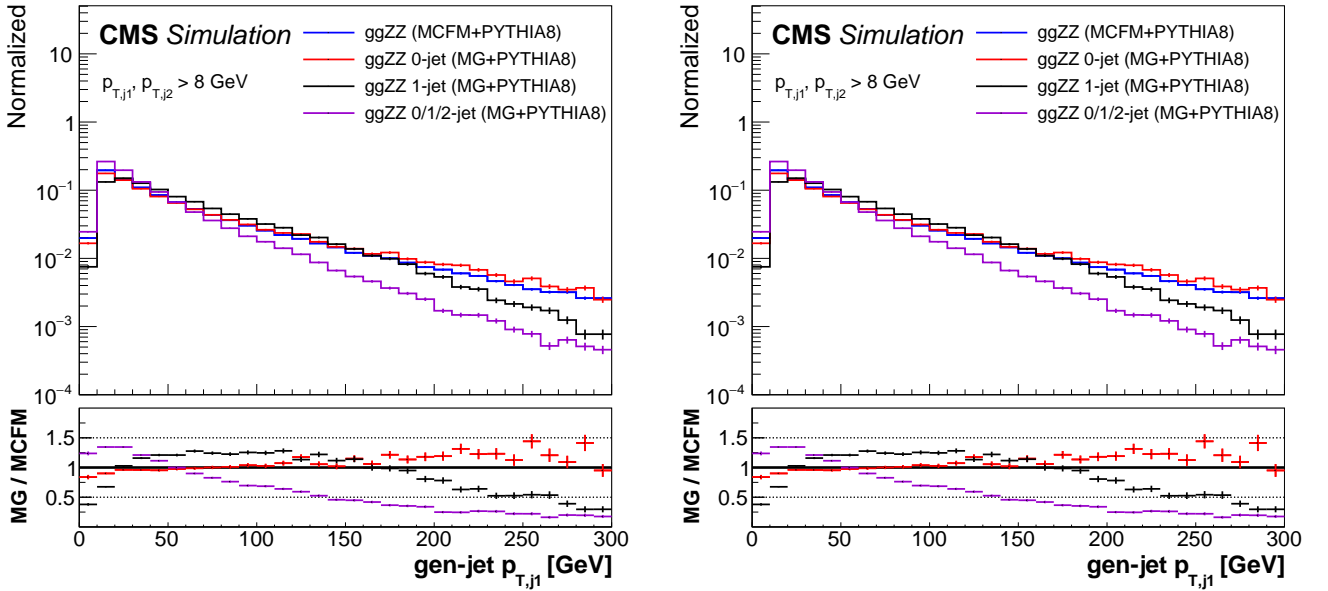 CMS Simulation
p_T,j1, p_T,j2 > 8 GeV
ggZZ (MCFM+PYTHIA8)
ggZZ 0-jet (MG+PYTHIA8)
ggZZ 1-jet (MG+PYTHIA8)
ggZZ 0/1/2-jet (MG+PYTHIA8)
Normalized
10
1
10⁻¹
10⁻²
10⁻³
10⁻⁴
MG / MCFM
1.5
1
0.5
0 50 100 150 200 250 300
gen-jet p_T,j1 [GeV]
CMS Simulation
p_T,j1, p_T,j2 > 8 GeV
ggZZ (MCFM+PYTHIA8)
ggZZ 0-jet (MG+PYTHIA8)
ggZZ 1-jet (MG+PYTHIA8)
ggZZ 0/1/2-jet (MG+PYTHIA8)
Normalized
10
1
10⁻¹
10⁻²
10⁻³
10⁻⁴
MG / MCFM
1.5
1
0.5
0 50 100 150 200 250 300
gen-jet p_T,j1 [GeV]